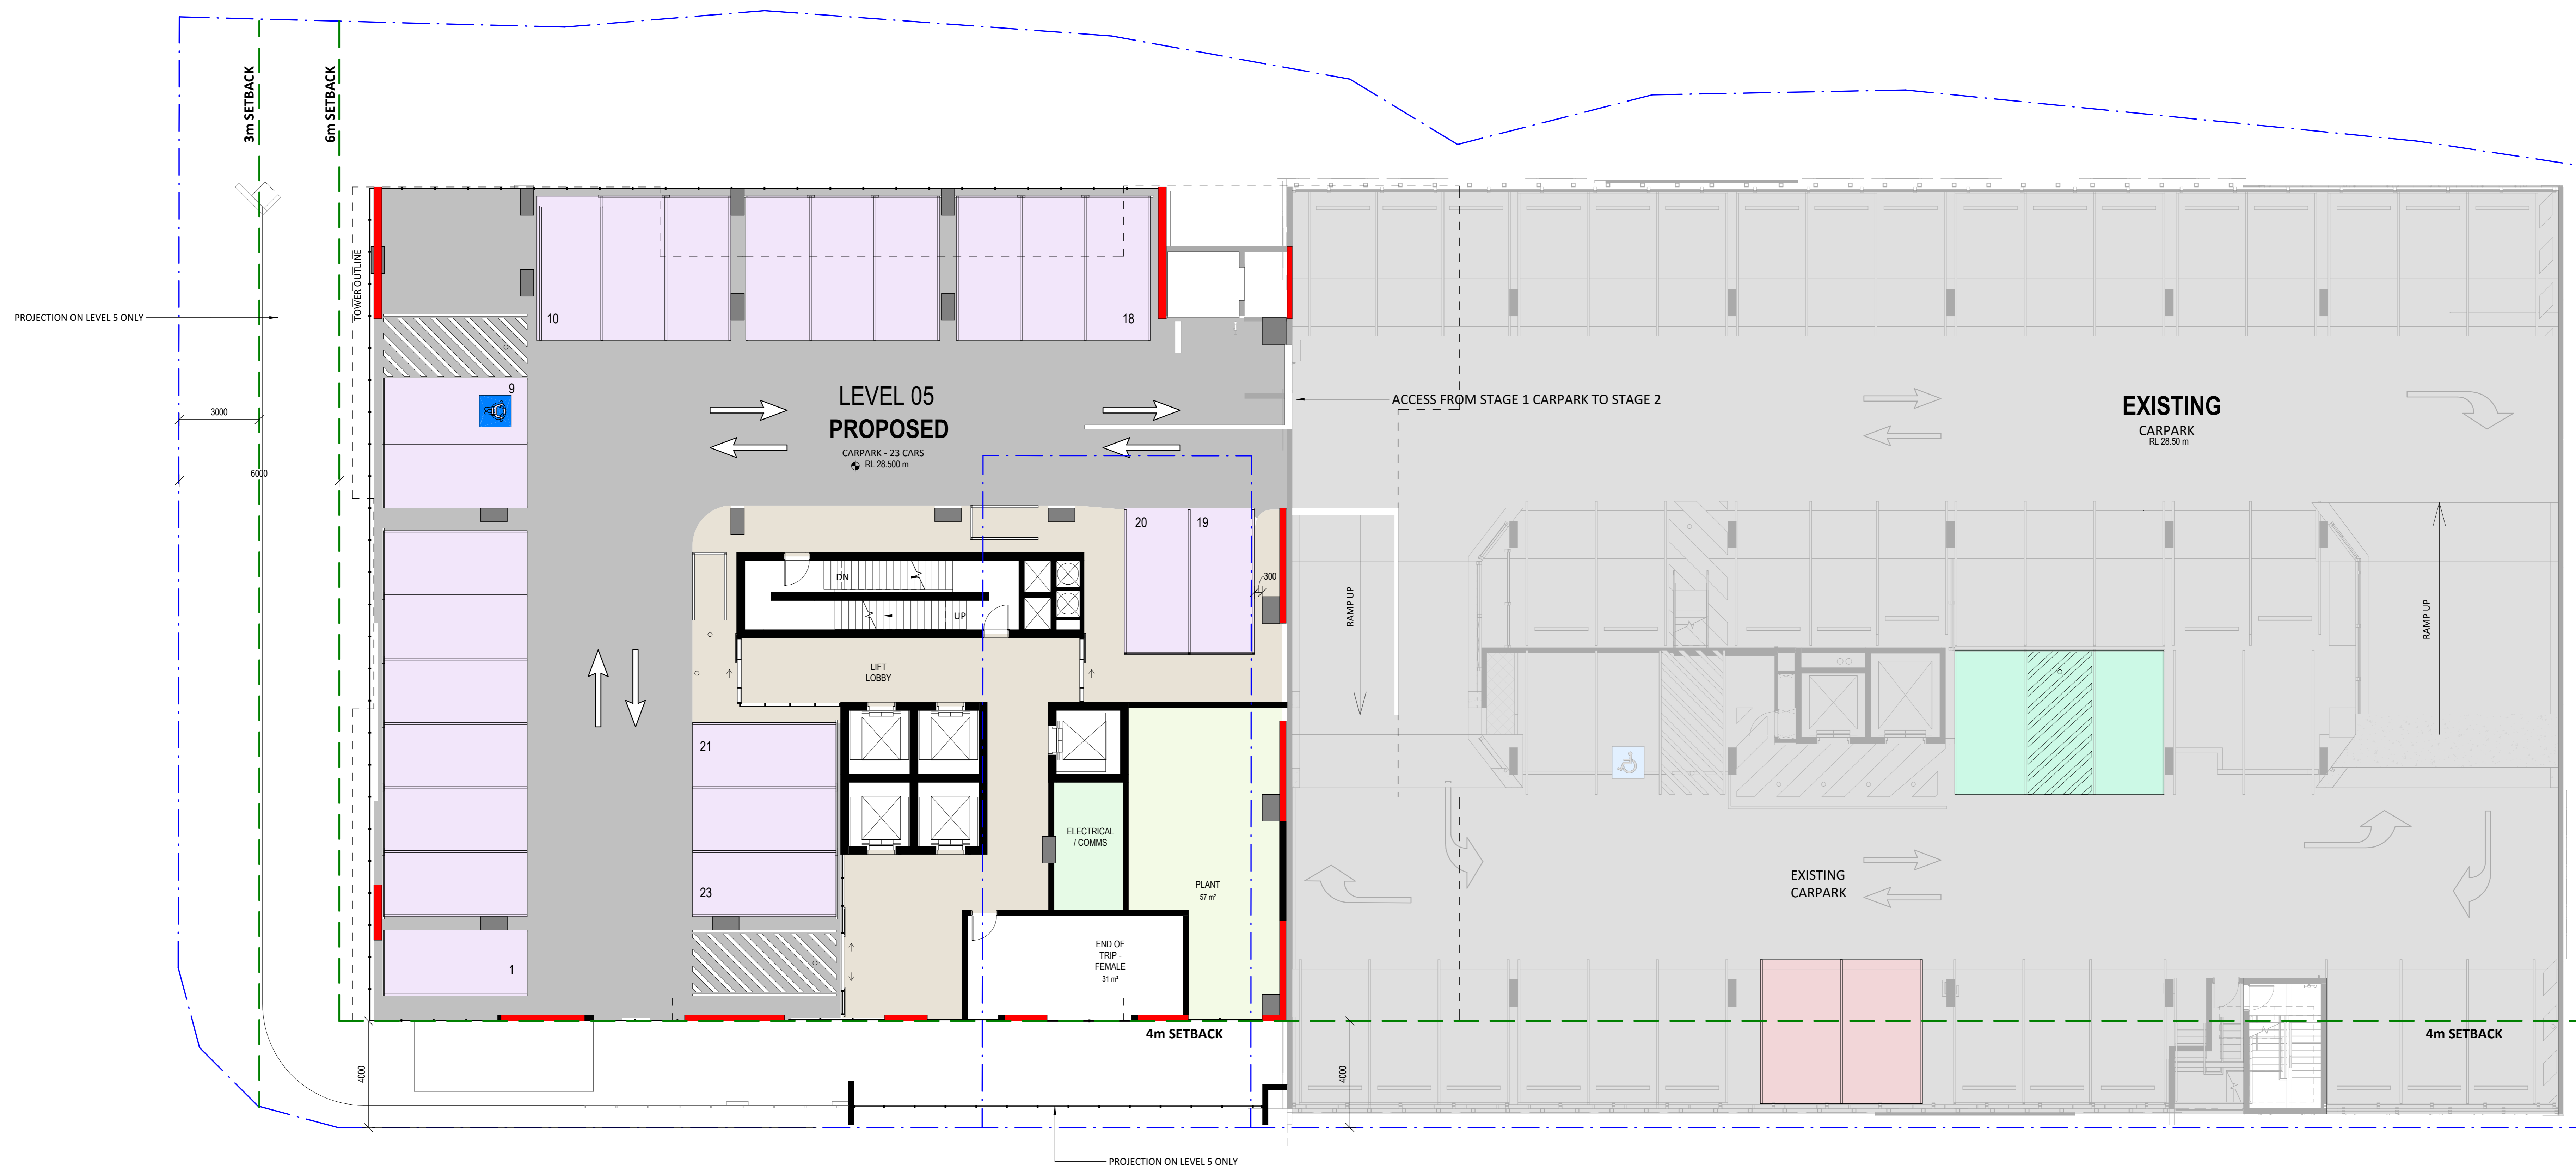 3m SETBACK
6m SETBACK
TOWER OUTLINE
PROJECTION ON LEVEL 5 ONLY
3000
6000
10
18
9
LEVEL 05
PROPOSED
CARPARK - 23 CARS
RL 28.500 m
ACCESS FROM STAGE 1 CARPARK TO STAGE 2
EXISTING
CARPARK
RL 28.50 m
20
19
300
DN
UP
RAMP UP
RAMP UP
LIFT
LOBBY
21
23
ELECTRICAL
/ COMMS
PLANT
57 m²
EXISTING
CARPARK
END OF
TRIP -
FEMALE
31 m²
1
4m SETBACK
4m SETBACK
4000
4000
PROJECTION ON LEVEL 5 ONLY